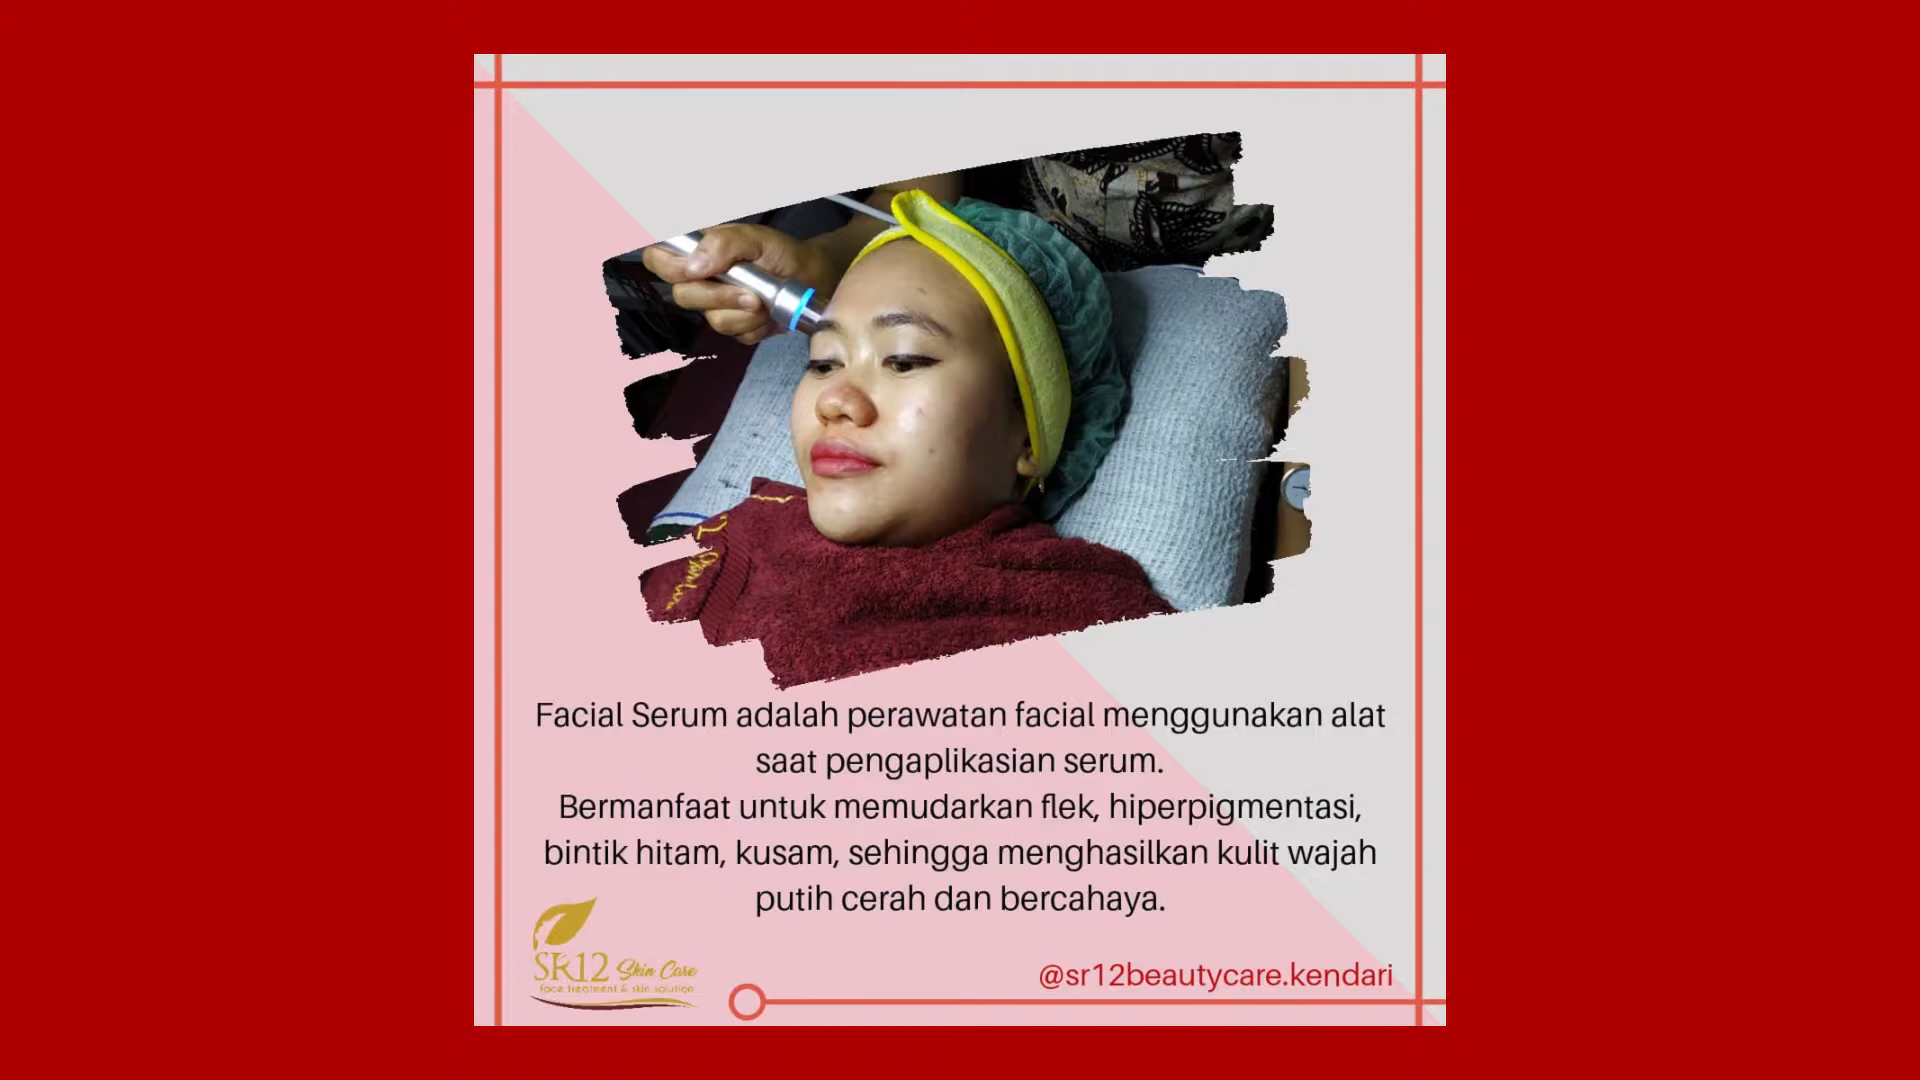 Facial Serum adalah perawatan facial menggunakan alat
saat pengaplikasian serum.
Bermanfaat untuk memudarkan flek, hiperpigmentasi,
bintik hitam, kusam, sehingga menghasilkan kulit wajah
putih cerah dan bercahaya.
SR12 Skin Care
face treatment & skin solution
@sr12beautycare.kendari